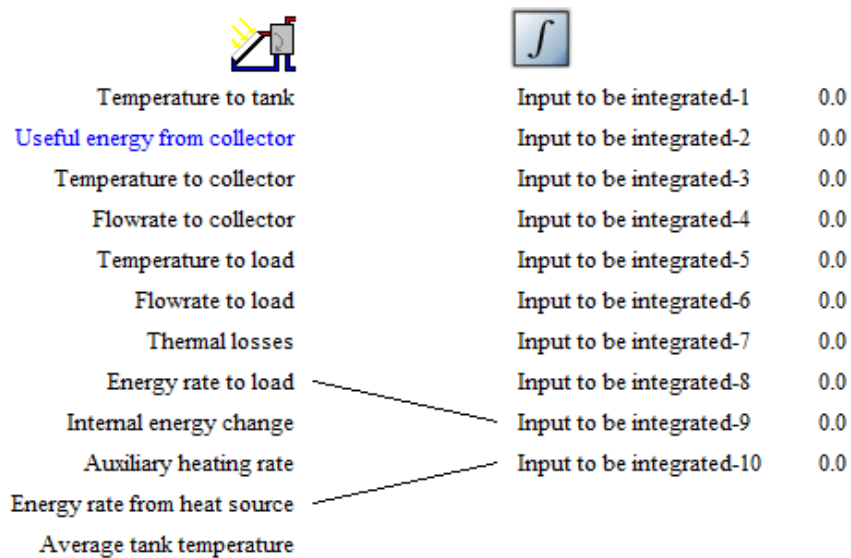 ∫
Temperature to tank Input to be integrated-1 0.0
Useful energy from collector Input to be integrated-2 0.0
Temperature to collector Input to be integrated-3 0.0
Flowrate to collector Input to be integrated-4 0.0
Temperature to load Input to be integrated-5 0.0
Flowrate to load Input to be integrated-6 0.0
Thermal losses Input to be integrated-7 0.0
Energy rate to load Input to be integrated-8 0.0
Internal energy change Input to be integrated-9 0.0
Auxiliary heating rate Input to be integrated-10 0.0
Energy rate from heat source
Average tank temperature